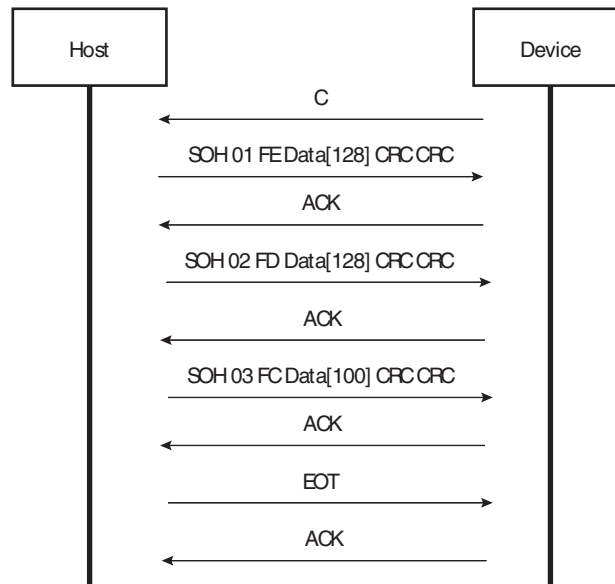 Host
Device
C
SOH 01 FE Data[128] CRC CRC
ACK
SOH 02 FD Data[128] CRC CRC
ACK
SOH 03 FC Data[100] CRC CRC
ACK
EOT
ACK